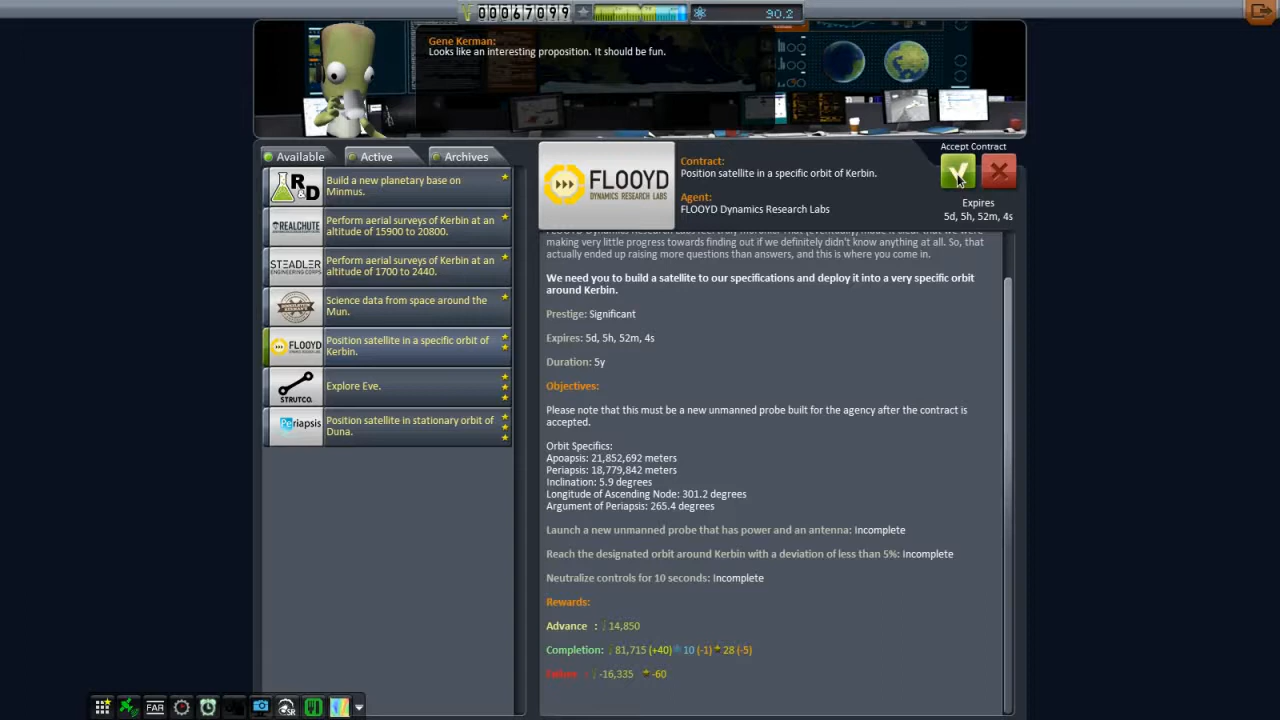 00067099
90.2
Gene Kerman:
Looks like an interesting proposition. It should be fun.
Available
Active
Archives
R&D
Build a new planetary base on
Minmus.
REALCHUTE
Perform aerial surveys of Kerbin at an
altitude of 15900 to 20800.
STEADLER
ENGINEERING CORPS
Perform aerial surveys of Kerbin at an
altitude of 1700 to 2440.
Science data from space around the
Mun.
FLOOYD
Position satellite in a specific orbit of
Kerbin.
STRUTCO.
Explore Eve.
Periapsis
Position satellite in stationary orbit of
Duna.
FLOOYD
DYNAMICS RESEARCH LABS
Contract:
Position satellite in a specific orbit of Kerbin.
Agent:
FLOOYD Dynamics Research Labs
Accept Contract
Expires
5d, 5h, 52m, 4s
making very little progress towards finding out if we definitely didn't know anything at all. So, that
actually ended up raising more questions than answers, and this is where you come in.
We need you to build a satellite to our specifications and deploy it into a very specific orbit
around Kerbin.
Prestige: Significant
Expires: 5d, 5h, 52m, 4s
Duration: 5y
Objectives:
Please note that this must be a new unmanned probe built for the agency after the contract is
accepted.
Orbit Specifics:
Apoapsis: 21,852,692 meters
Periapsis: 18,779,842 meters
Inclination: 5.9 degrees
Longitude of Ascending Node: 301.2 degrees
Argument of Periapsis: 265.4 degrees
Launch a new unmanned probe that has power and an antenna: Incomplete
Reach the designated orbit around Kerbin with a deviation of less than 5%: Incomplete
Neutralize controls for 10 seconds: Incomplete
Rewards:
Advance : 14,850
Completion: 81,715 (+40) 10 (-1) 28 (-5)
-16,335 -60
FAR
SR